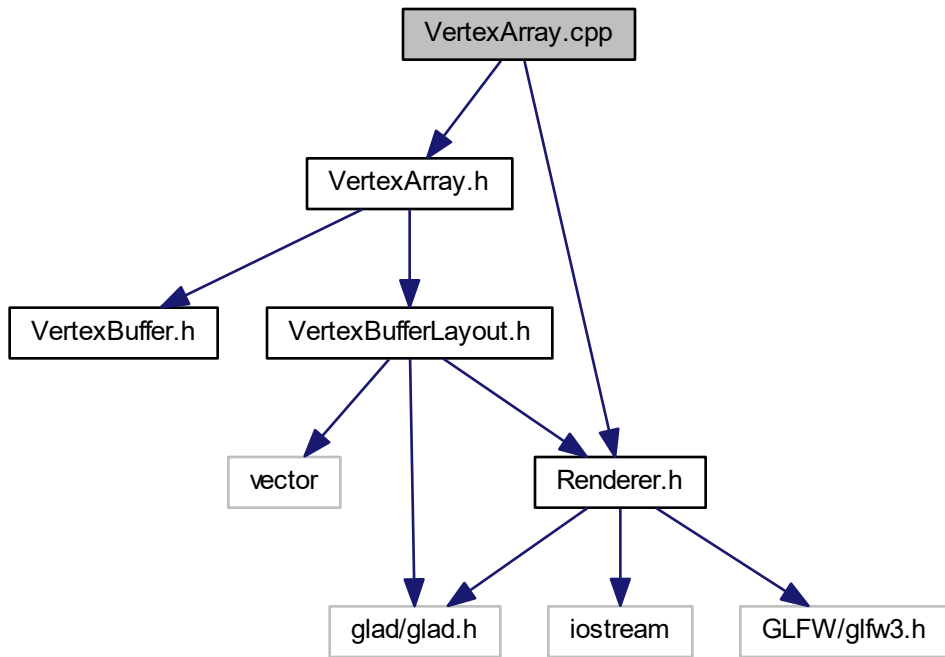 VertexArray.cpp
VertexArray.h
VertexBuffer.h
VertexBufferLayout.h
vector
Renderer.h
glad/glad.h
iostream
GLFW/glfw3.h